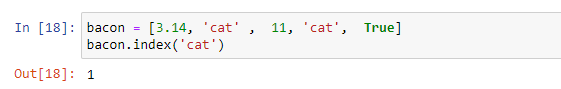 In [18]: bacon = [3.14, 'cat' ,  11, 'cat',  True]
bacon.index('cat')
Out[18]: 1